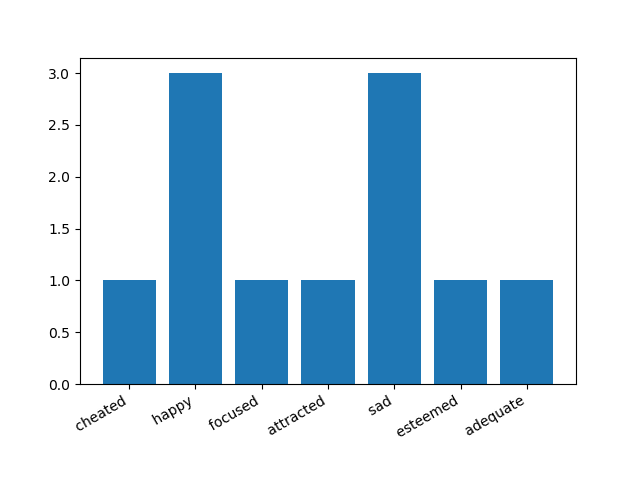 3.0
2.5
2.0
1.5
1.0
0.5
0.0
cheated
happy
focused
attracted
sad
esteemed
adequate